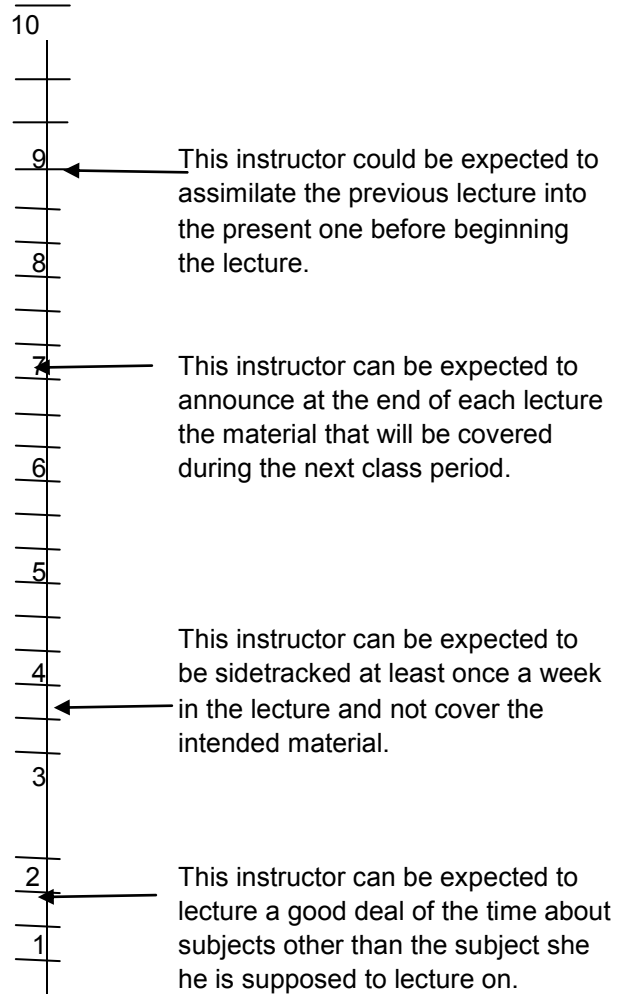 10
9
This instructor could be expected to
assimilate the previous lecture into
the present one before beginning
the lecture.
8
7
This instructor can be expected to
announce at the end of each lecture
the material that will be covered
during the next class period.
6
5
This instructor can be expected to
be sidetracked at least once a week
in the lecture and not cover the
intended material.
4
3
2
This instructor can be expected to
lecture a good deal of the time about
subjects other than the subject she
he is supposed to lecture on.
1